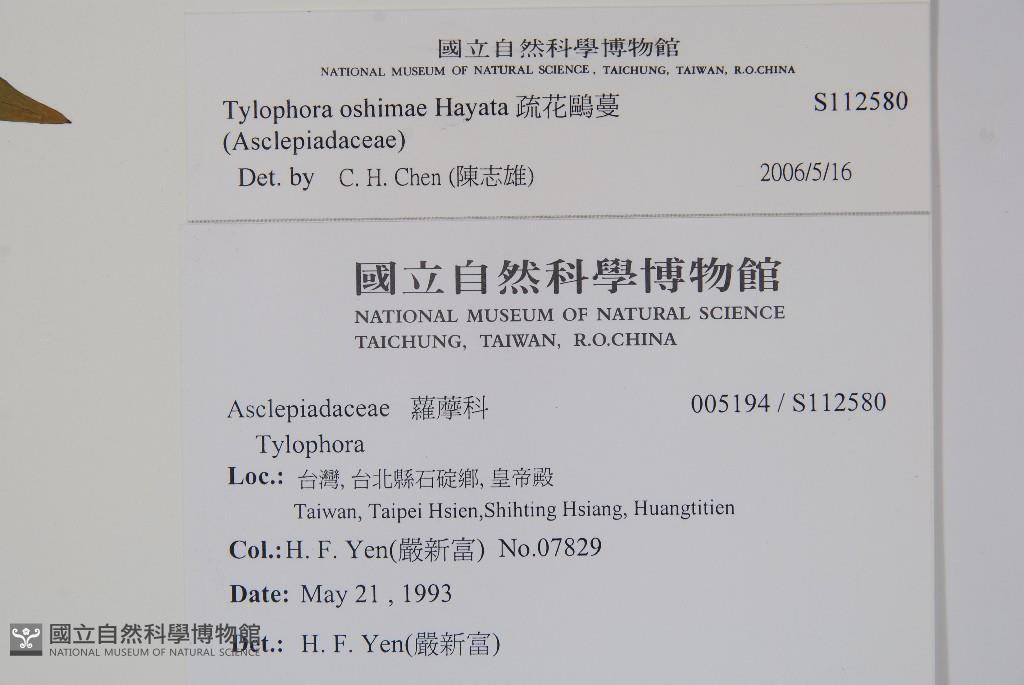 國立自然科學博物館
NATIONAL MUSEUM OF NATURAL SCIENCE, TAICHUNG, TAIWAN, R.O.CHINA
Tylophora oshimae Hayata 疏花鷗蔓 S112580
(Asclepiadaceae)
Det. by C. H. Chen (陳志雄) 2006/5/16
國立自然科學博物館
NATIONAL MUSEUM OF NATURAL SCIENCE
TAICHUNG, TAIWAN, R.O.CHINA
Asclepiadaceae 蘿藦科 005194 / S112580
Tylophora
Loc.: 台灣, 台北縣石碇鄉, 皇帝殿
Taiwan, Taipei Hsien,Shihting Hsiang, Huangtitien
Col.:H. F. Yen(嚴新富) No.07829
Date: May 21 , 1993
Det.: H. F. Yen(嚴新富)
國立自然科學博物館
NATIONAL MUSEUM OF NATURAL SCIENCE